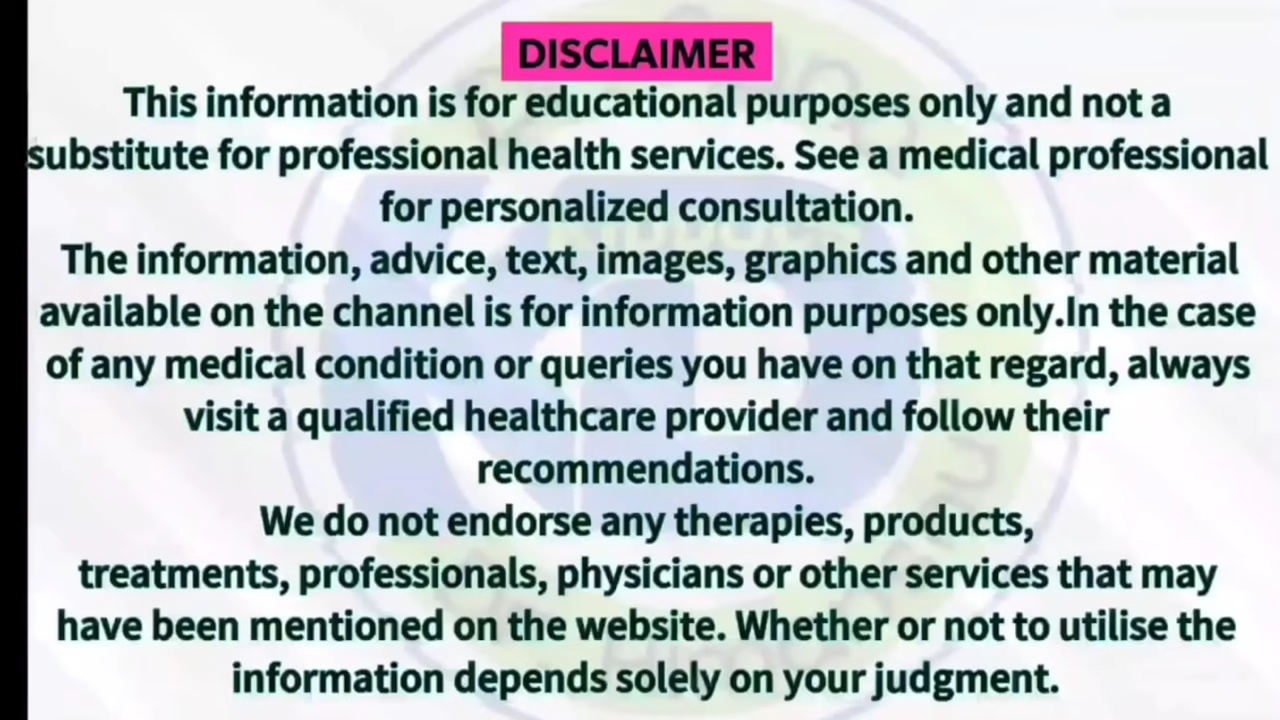 DISCLAIMER
This information is for educational purposes only and not a
substitute for professional health services. See a medical professional
for personalized consultation.
The information, advice, text, images, graphics and other material
available on the channel is for information purposes only.In the case
of any medical condition or queries you have on that regard, always
visit a qualified healthcare provider and follow their
recommendations.
We do not endorse any therapies, products,
treatments, professionals, physicians or other services that may
have been mentioned on the website. Whether or not to utilise the
information depends solely on your judgment.